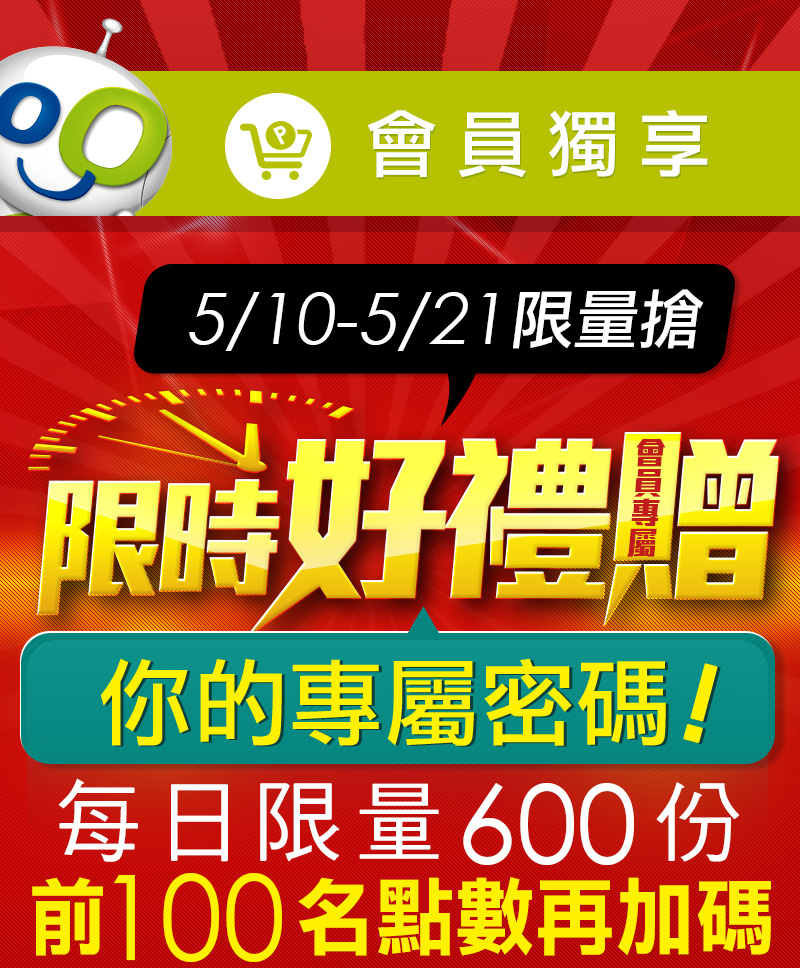 P
會員獨享
5/10-5/21限量搶
限時好禮贈
會員專屬
你的專屬密碼!
每日限量600份
前100名點數再加碼